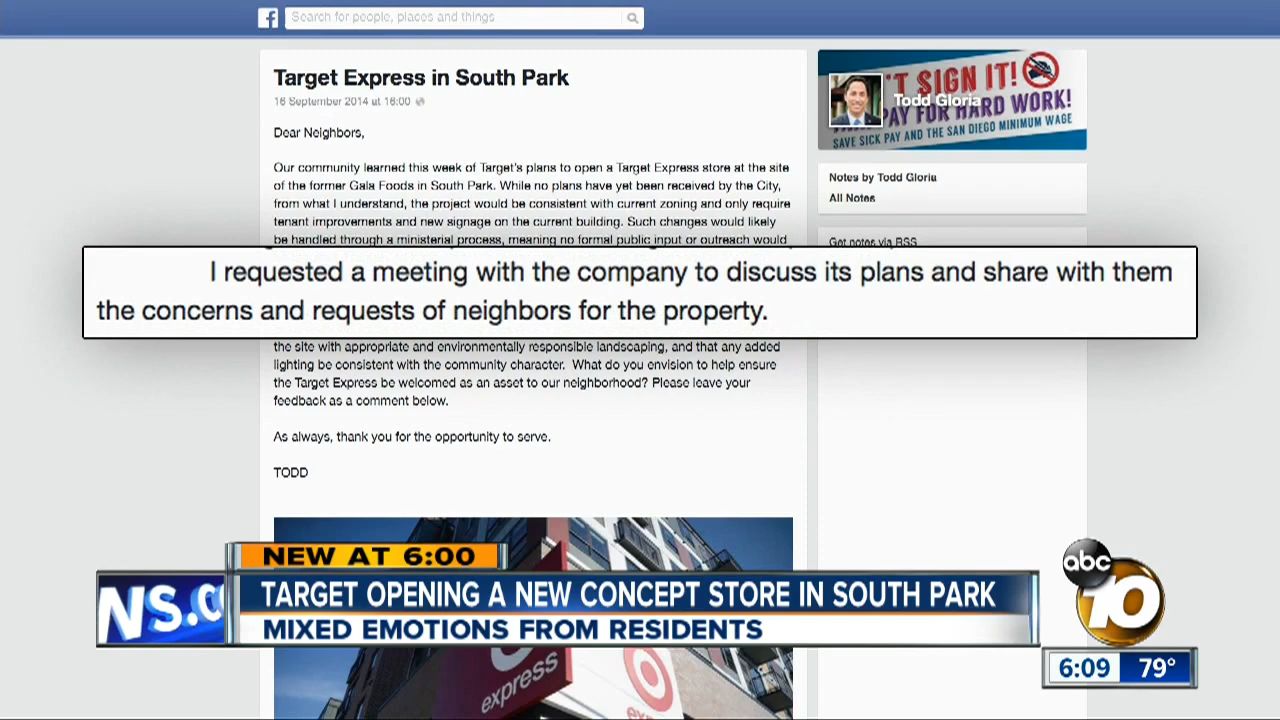 Search for people, places and things
Target Express in South Park
16 September 2014 at 16:00
Dear Neighbors,
Our community learned this week of Target's plans to open a Target Express store at the site
of the former Gala Foods in South Park. While no plans have yet been received by the City,
from what I understand, the project would be consistent with current zoning and only require
tenant improvements and new signage on the current building. Such changes would likely
be handled through a ministerial process, meaning no formal public input or outreach would
I requested a meeting with the company to discuss its plans and share with them
the concerns and requests of neighbors for the property.
the site with appropriate and environmentally responsible landscaping, and that any added
lighting be consistent with the community character. What do you envision to help ensure
the Target Express be welcomed as an asset to our neighborhood? Please leave your
feedback as a comment below.
As always, thank you for the opportunity to serve.
TODD
'T SIGN IT!
Todd Gloria
PAY FOR HARD WORK!
SAVE SICK PAY AND THE SAN DIEGO MINIMUM WAGE
Notes by Todd Gloria
All Notes
Get notes via RSS
express
NEW AT 6:00
NS.C
TARGET OPENING A NEW CONCEPT STORE IN SOUTH PARK
MIXED EMOTIONS FROM RESIDENTS
abc
10
6:09 79°